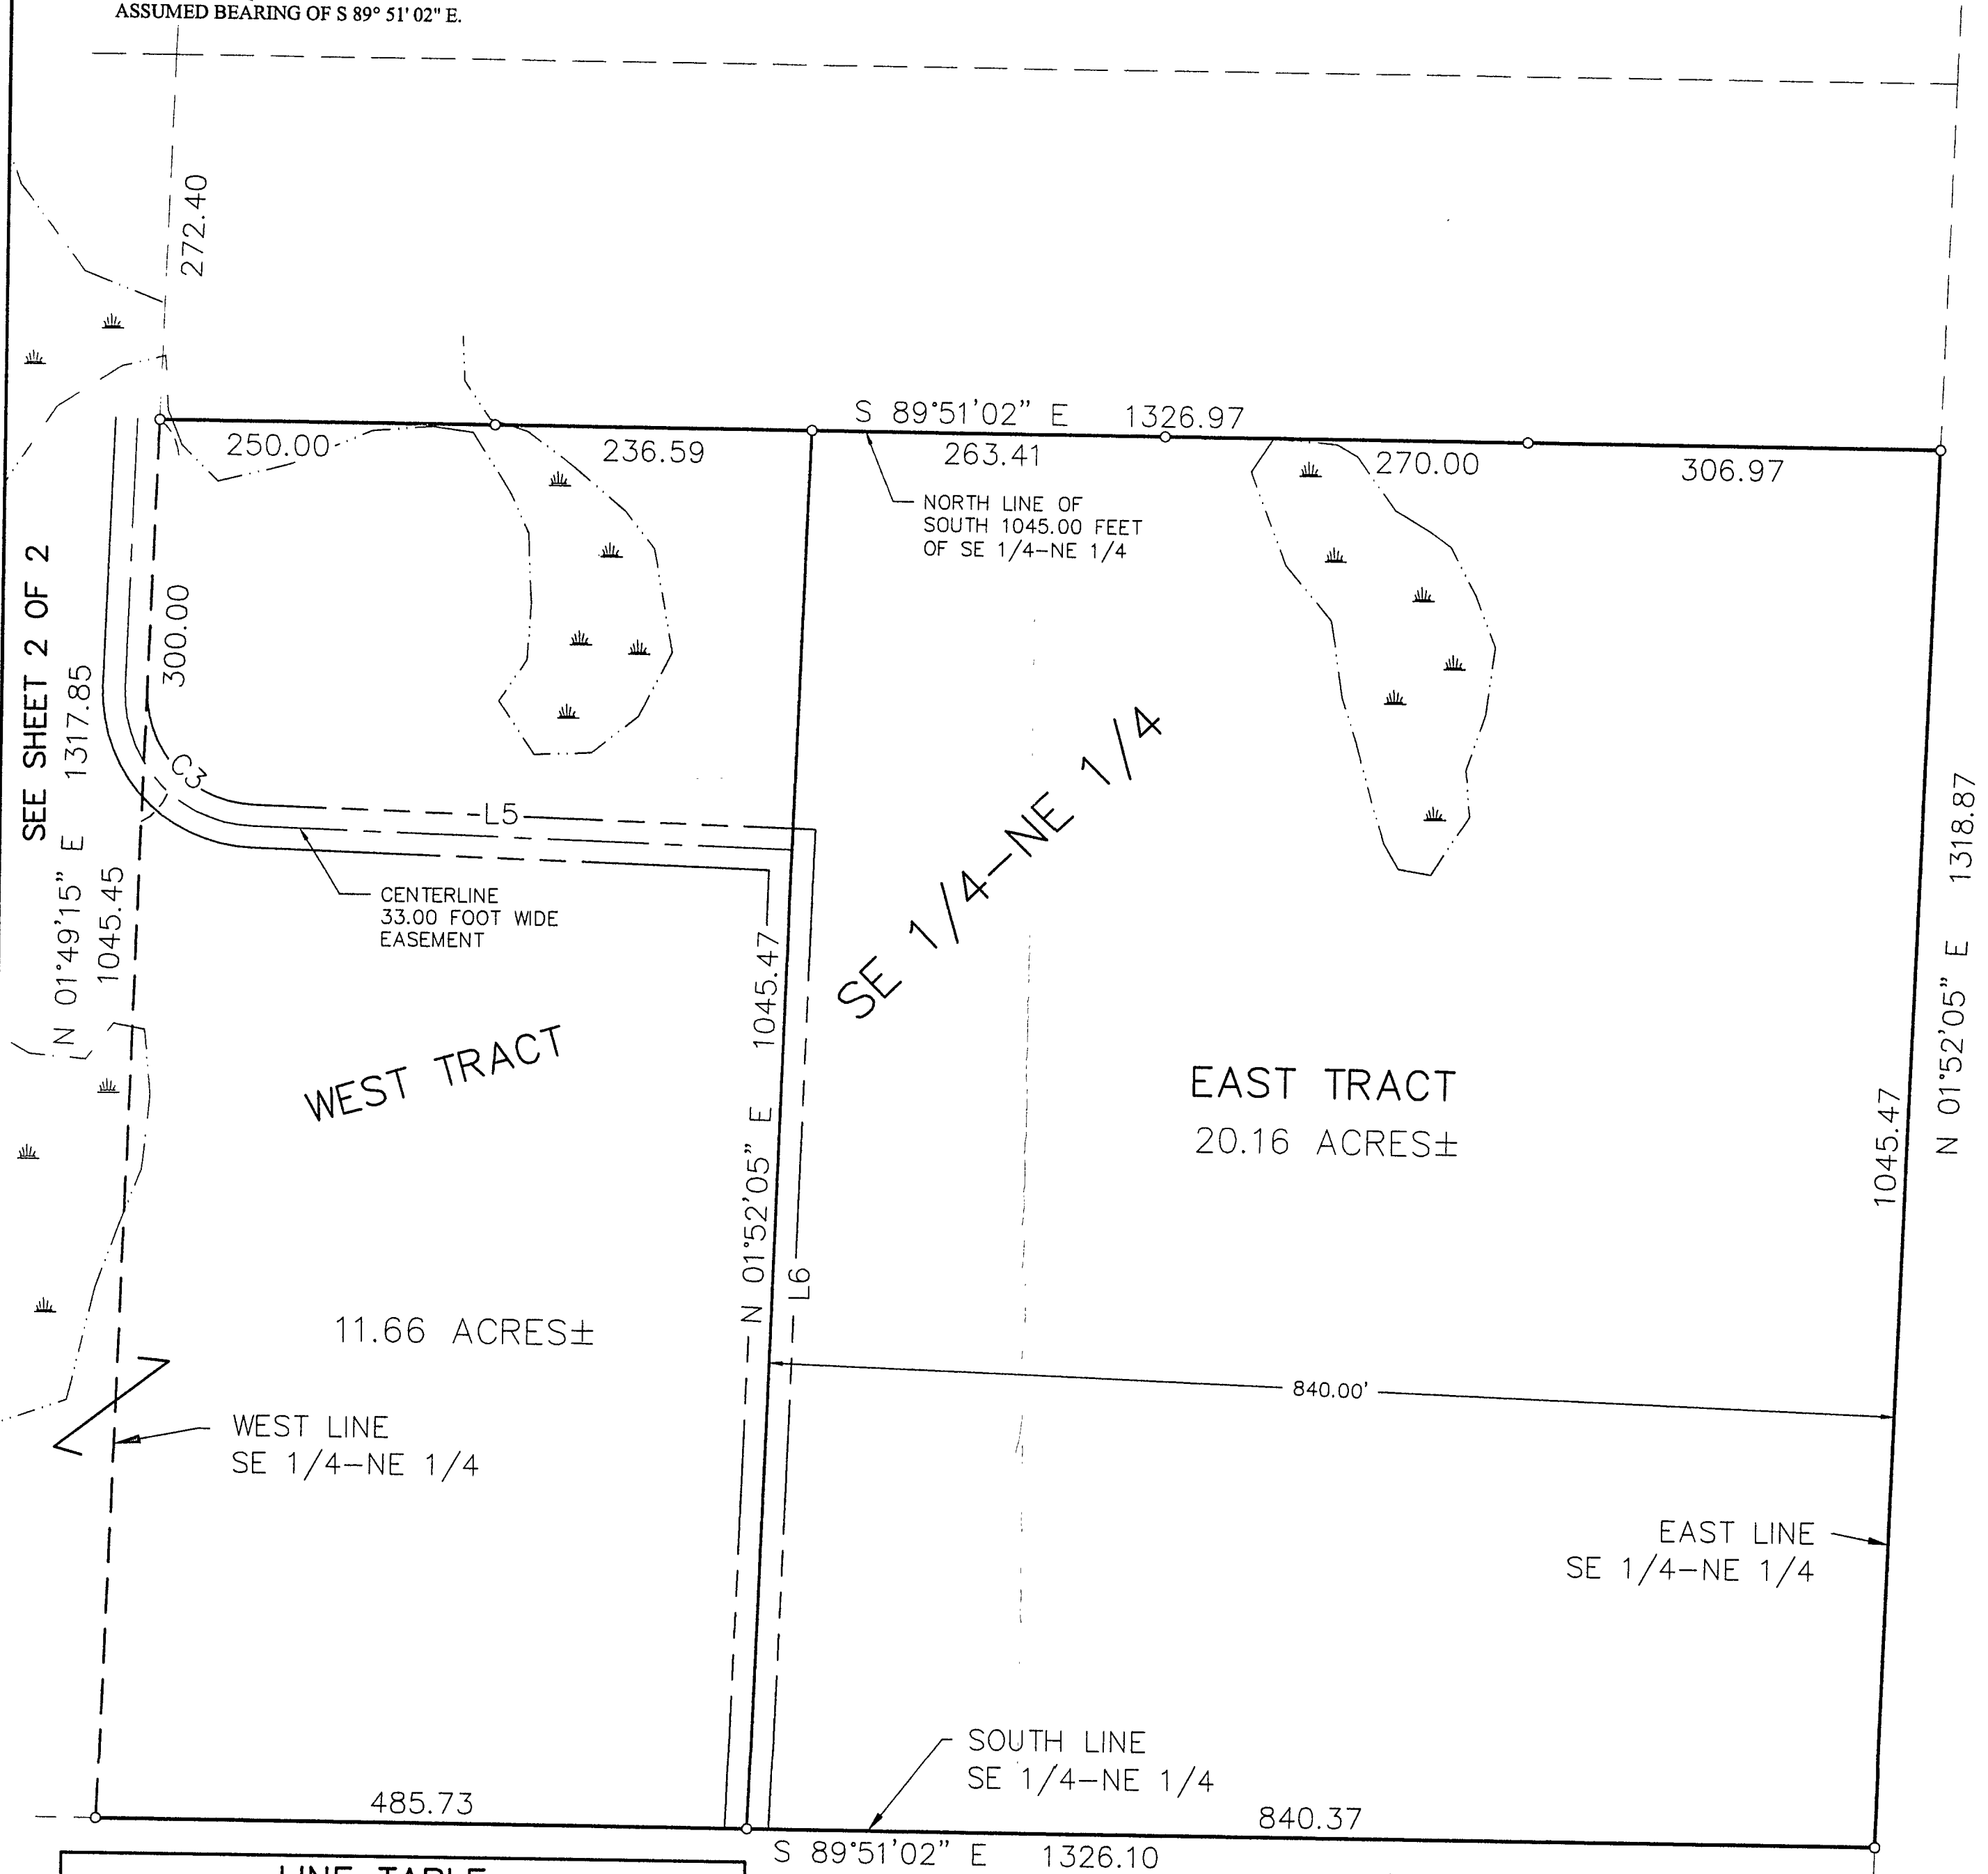 ASSUMED BEARING OF S 89° 51' 02" E.
272.40
S 89°51'02" E 1326.97
250.00
236.59
263.41
270.00
306.97
NORTH LINE OF
SOUTH 1045.00 FEET
OF SE 1/4-NE 1/4
SEE SHEET 2 OF 2
N 01°49'15" E 1317.85
1045.45
300.00
C3
L5
CENTERLINE
33.00 FOOT WIDE
EASEMENT
SE 1/4-NE 1/4
N 01°52'05" E 1045.47
L6
WEST TRACT
11.66 ACRES±
EAST TRACT
20.16 ACRES±
1045.47
N 01°52'05" E 1318.87
840.00'
WEST LINE
SE 1/4-NE 1/4
EAST LINE
SE 1/4-NE 1/4
SOUTH LINE
SE 1/4-NE 1/4
485.73
840.37
S 89°51'02" E 1326.10
LINE TABLE